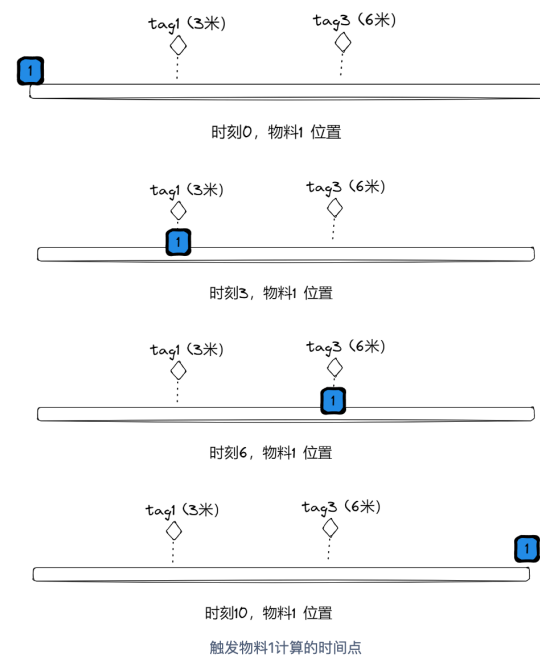 tag1（3米） tag3（6米）
1
时刻0，物料1 位置
tag1（3米） tag3（6米）
1
时刻3，物料1 位置
tag1（3米） tag3（6米）
1
时刻6，物料1 位置
tag1（3米） tag3（6米）
1
时刻10，物料1 位置
触发物料1计算的时间点